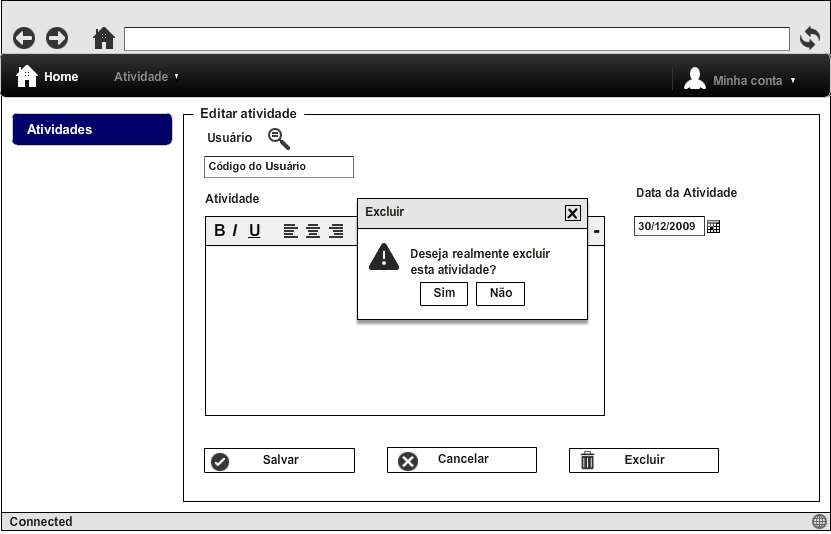 Home
Atividade
Minha conta
Atividades
Editar atividade
Usuário
Código do Usuário
Atividade
Data da Atividade
30/12/2009
B I U
Excluir
Deseja realmente excluir
esta atividade?
Sim
Não
Salvar
Cancelar
Excluir
Connected